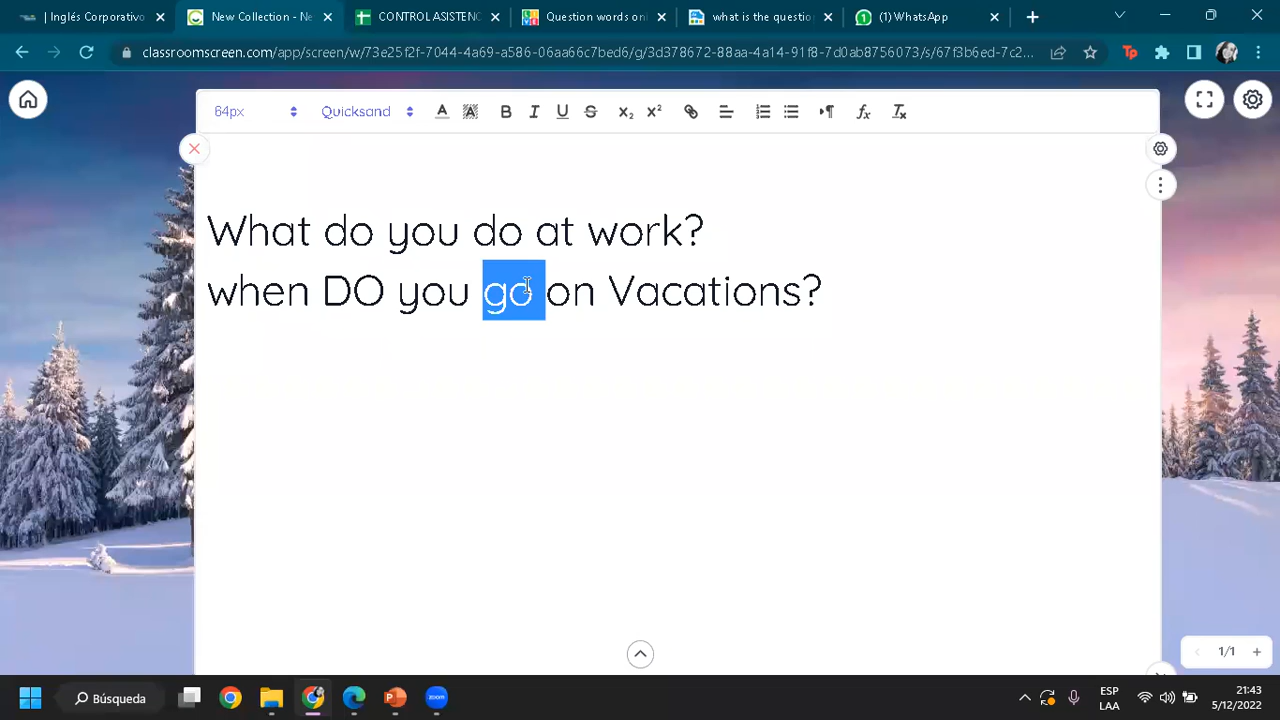 | Inglés Corporativo
New Collection - Ne
CONTROL ASISTENC
Question words onl
what is the questio
(1) WhatsApp
classroomscreen.com/app/screen/w/73e25f2f-7044-4a69-a586-06aa66c7bed6/g/3d378672-88aa-4a14-91f8-7d0ab8756073/s/67f3b6ed-7c2...
64px Quicksand
What do you do at work?
when DO you go on Vacations?
1/1
Búsqueda
ESP
LAA
21:43
5/12/2022